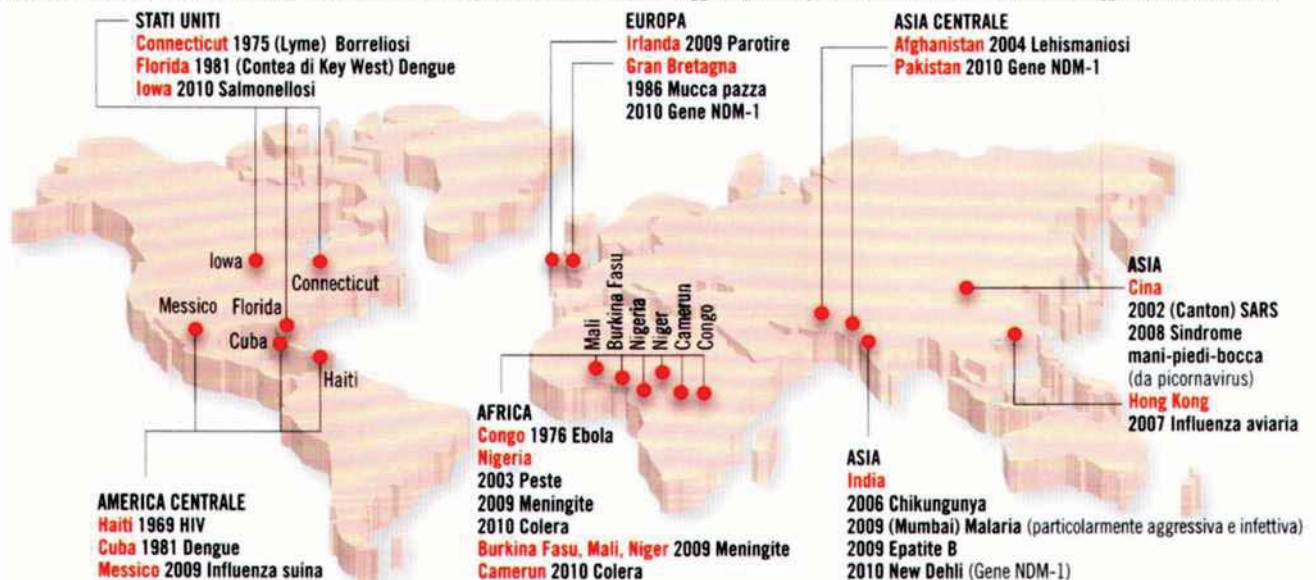 STATI UNITI
Connecticut 1975 (Lyme) Borreliosi
Florida 1981 (Contea di Key West) Dengue
Iowa 2010 Salmonellosi
EUROPA
Irlanda 2009 Parotire
Gran Bretagna
1986 Mucca pazza
2010 Gene NDM-1
ASIA CENTRALE
Afghanistan 2004 Lehismaniosi
Pakistan 2010 Gene NDM-1
Iowa
Connecticut
Messico
Florida
Cuba
Haiti
Mali
Burkina Fasu
Nigeria
Niger
Camerun
Congo
ASIA
Cina
2002 (Canton) SARS
2008 Sindrome
mani-piedi-bocca
(da picornavirus)
Hong Kong
2007 Influenza aviaria
AMERICA CENTRALE
Haiti 1969 HIV
Cuba 1981 Dengue
Messico 2009 Influenza suina
AFRICA
Congo 1976 Ebola
Nigeria
2003 Peste
2009 Meningite
2010 Colera
Burkina Fasu, Mali, Niger 2009 Meningite
Camerun 2010 Colera
ASIA
India
2006 Chikungunya
2009 (Mumbai) Malaria (particolarmente aggressiva e infettiva)
2009 Epatite B
2010 New Dehli (Gene NDM-1)